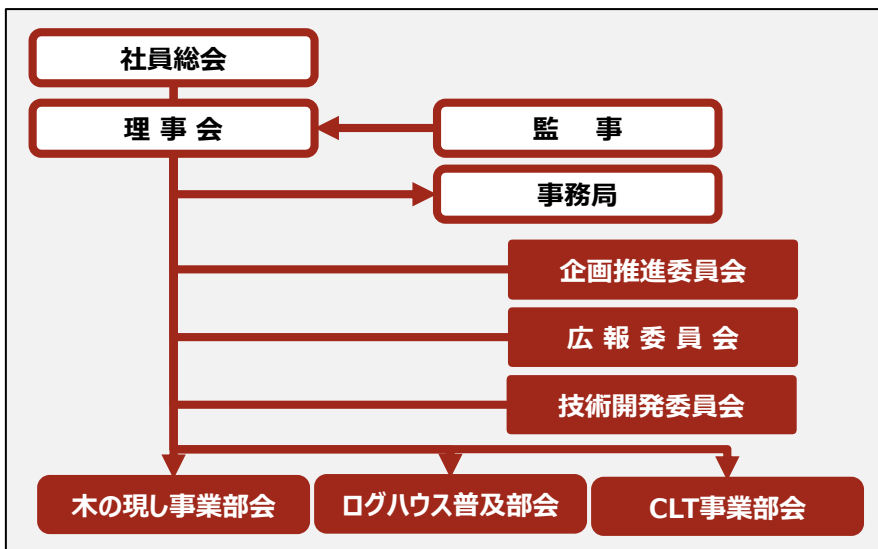 社員総会
理 事 会
監　事
事務局
企画推進委員会
広 報 委 員 会
技術開発委員会
木の現し事業部会
ログハウス普及部会
CLT事業部会